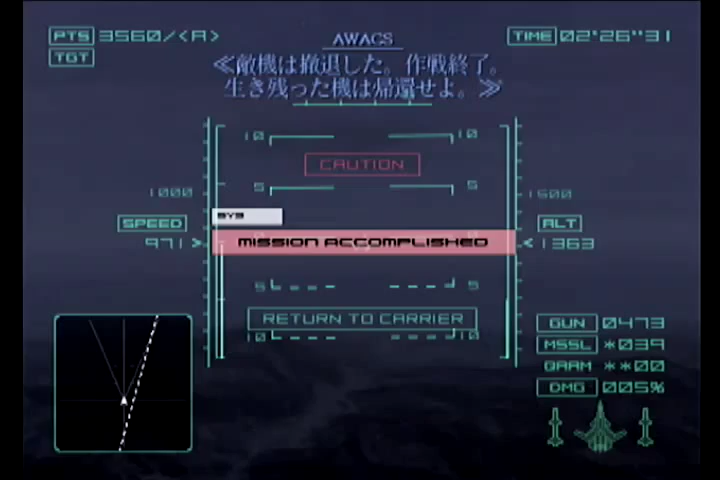 PTS 3560/<A>
AWACS
TIME 02'26"31
TGT
≪敵機は撤退した。作戦終了。
生き残った機は帰還せよ。≫
10 10
CAUTION
5 5
1000 1500
SYS
SPEED ALT
971 > MISSION ACCOMPLISHED < 1363
5 5
RETURN TO CARRIER
GUN 0473
10 10
MSSL *039
QAAM **00
DMG 005%